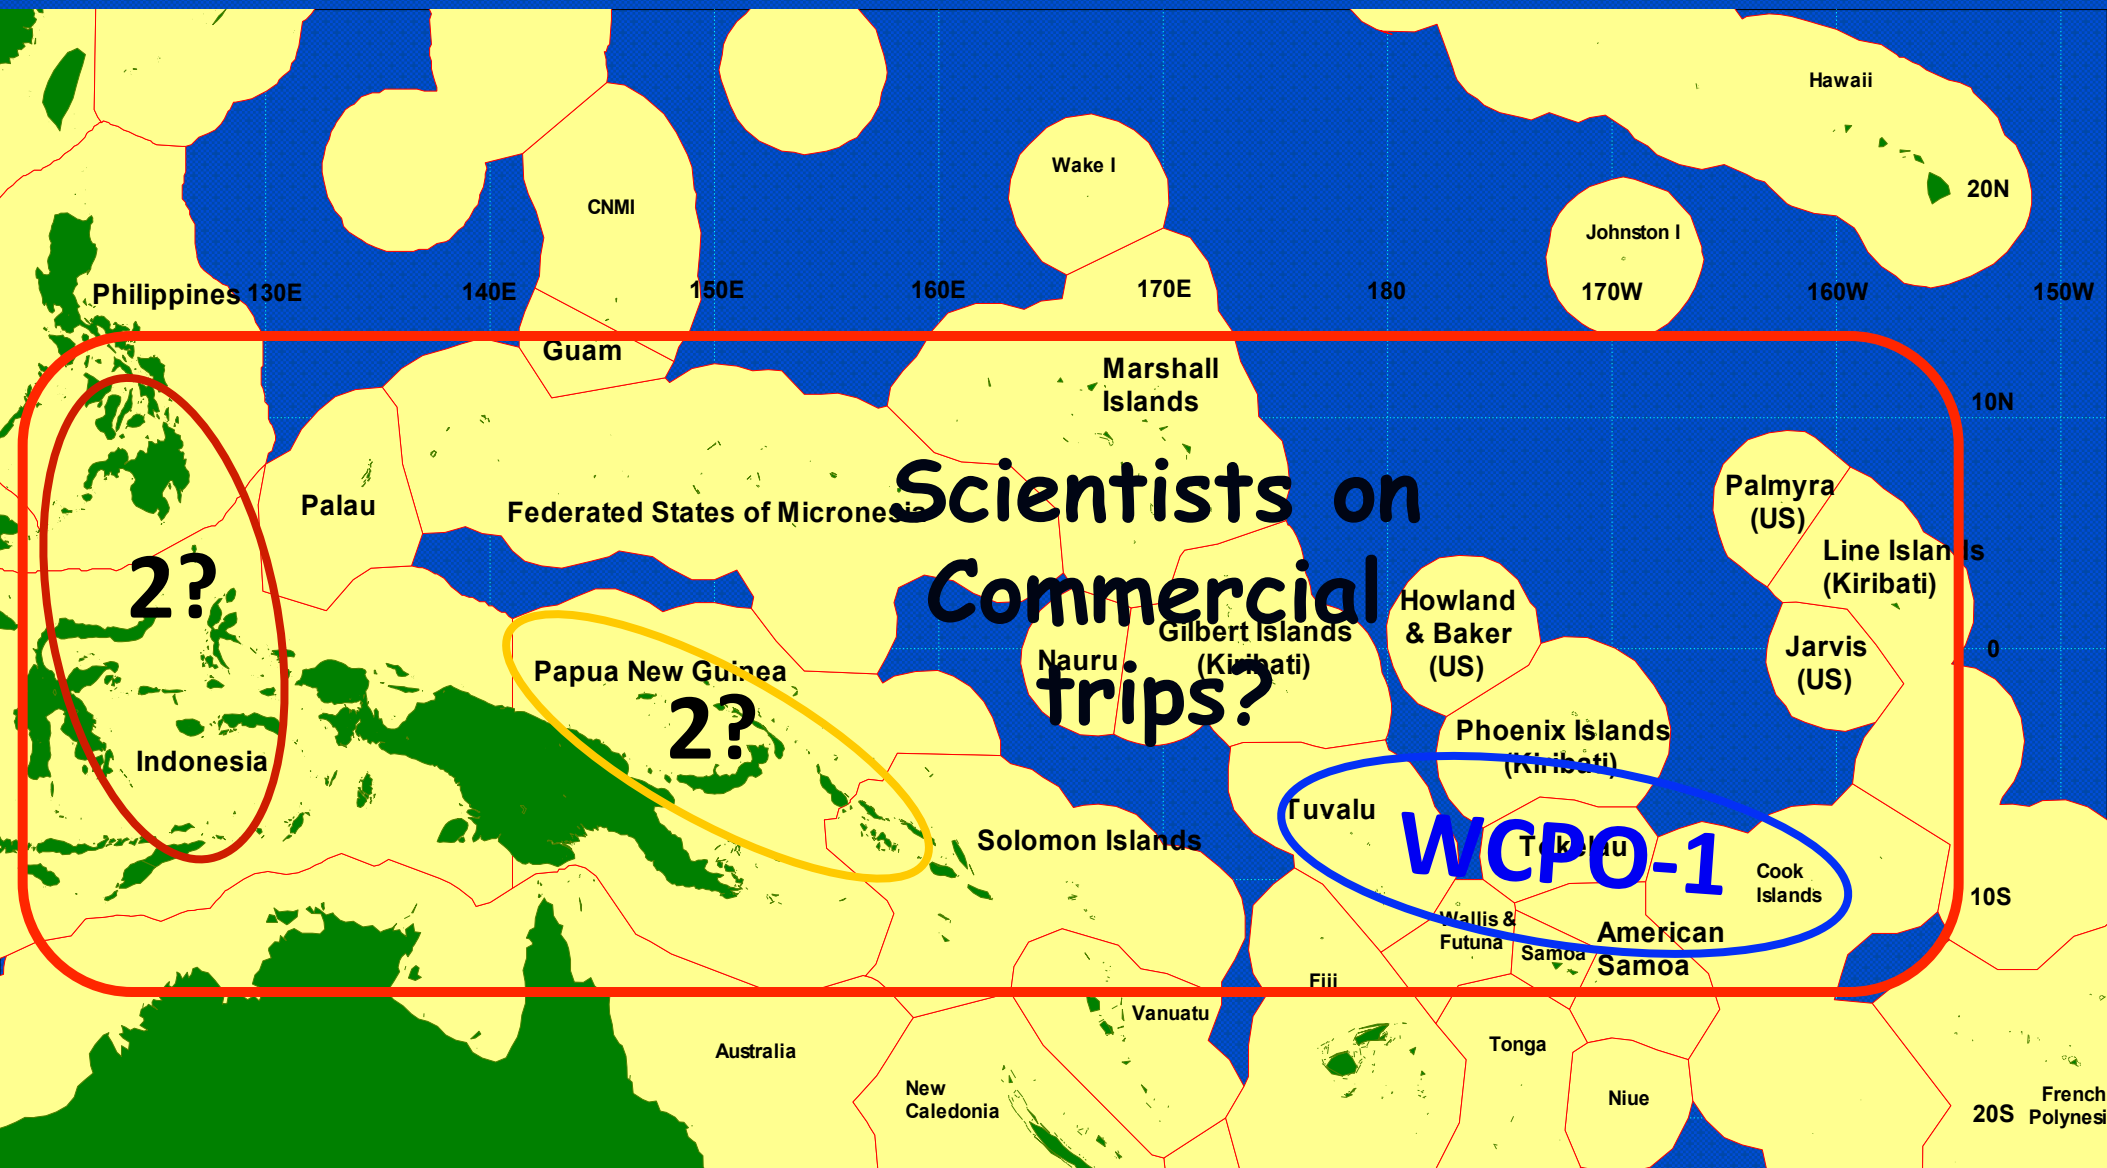 Hawaii
Wake I
20N
CNMI
Johnston I
Philippines
130E
140E
150E
160E
170E
180
170W
160W
150W
Guam
Marshall
Islands
10N
Scientists on
Commercial
trips?
Palau
Federated States of Micronesia
Palmyra
(US)
Line Islands
(Kiribati)
2?
Howland
& Baker
(US)
Gilbert Islands
(Kiribati)
Nauru
Jarvis
(US)
0
Papua New Guinea
2?
Phoenix Islands
(Kiribati)
Indonesia
Tuvalu
WCPO-1
Tokelau
Solomon Islands
Cook
Islands
10S
Wallis &
Futuna
Samoa
American
Samoa
Fiji
Vanuatu
Australia
Tonga
New
Caledonia
Niue
20S
French
Polynesi